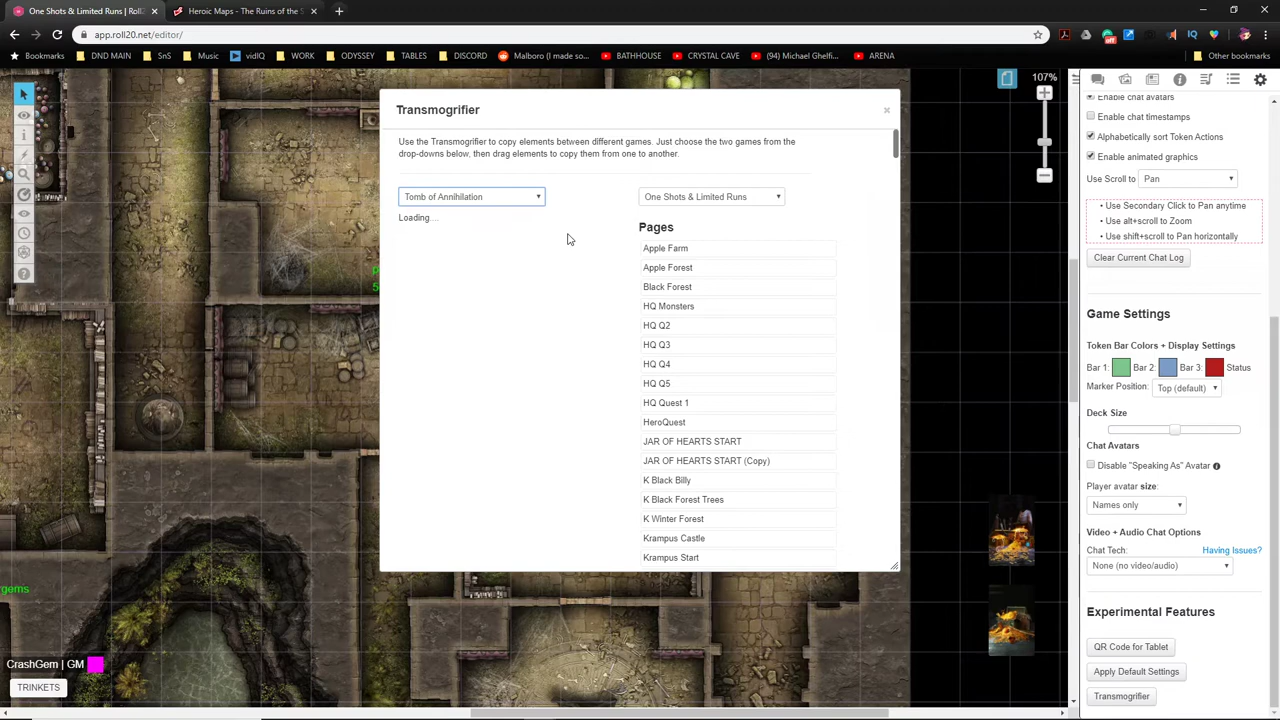 One Shots & Limited Runs | Roll20
Heroic Maps - The Ruins of the S
app.roll20.net/editor/
Bookmarks
DND MAIN
SnS
vidIQ
WORK
ODYSSEY
TABLES
DISCORD
Malboro (I made so...
BATHHOUSE
CRYSTAL CAVE
(94) Michael Ghelfi...
ARENA
Other bookmarks
107%
Transmogrifier
Use the Transmogrifier to copy elements between different games. Just choose the two games from the
drop-downs below, then drag elements to copy them from one to another.
Tomb of Annihilation
One Shots & Limited Runs
Loading....
Pages
Apple Farm
Apple Forest
Black Forest
HQ Monsters
HQ Q2
HQ Q3
HQ Q4
HQ Q5
HQ Quest 1
HeroQuest
JAR OF HEARTS START
JAR OF HEARTS START (Copy)
K Black Billy
K Black Forest Trees
K Winter Forest
Krampus Castle
Krampus Start
Enable chat avatars
Enable chat timestamps
Alphabetically sort Token Actions
Enable animated graphics
Use Scroll to
Pan
• Use Secondary Click to Pan anytime
• Use alt+scroll to Zoom
• Use shift+scroll to Pan horizontally
Clear Current Chat Log
Game Settings
Token Bar Colors + Display Settings
Bar 1:
Bar 2:
Bar 3:
Status
Marker Position:
Top (default)
Deck Size
Chat Avatars
Disable "Speaking As" Avatar
Player avatar size:
Names only
Video + Audio Chat Options
Chat Tech:
Having Issues?
None (no video/audio)
Experimental Features
QR Code for Tablet
Apply Default Settings
Transmogrifier
gems
CrashGem | GM
TRINKETS